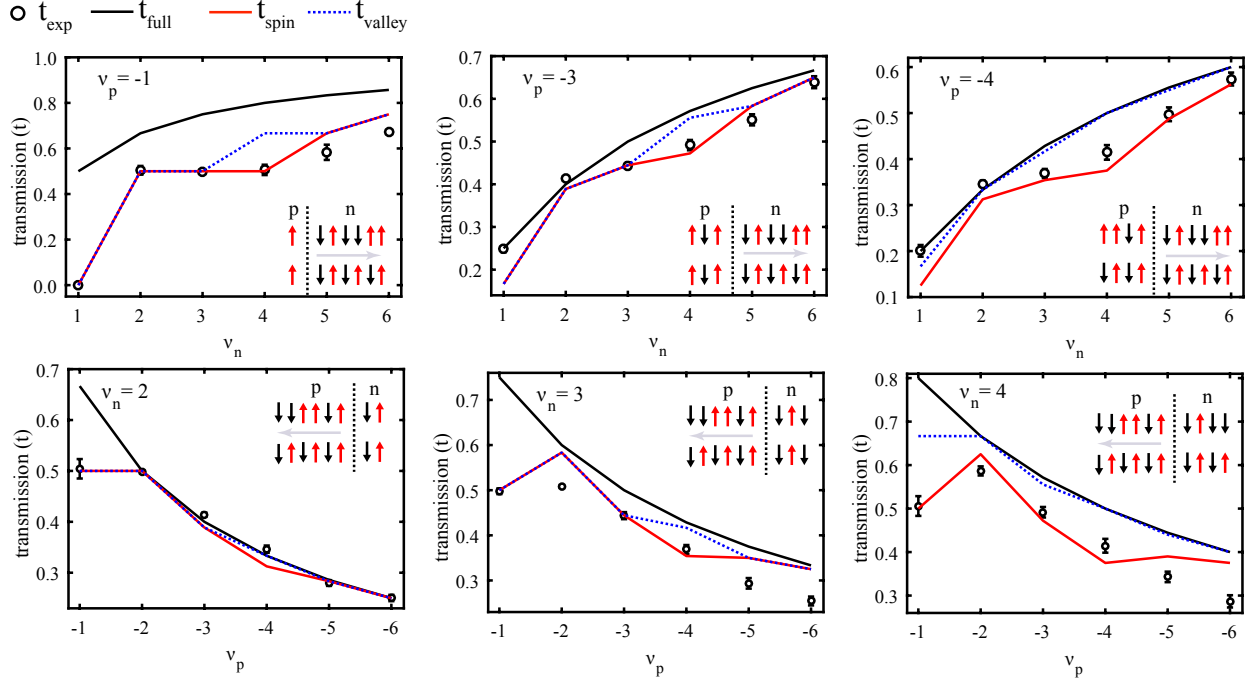 t_exp t_full t_spin t_valley
ν_p = -1
transmission (t)
1.0
0.8
0.6
0.4
0.2
0.0
p n
1 2 3 4 5 6
ν_n
ν_p = -3
transmission (t)
0.7
0.6
0.5
0.4
0.3
0.2
p n
1 2 3 4 5 6
ν_n
ν_p = -4
transmission (t)
0.6
0.5
0.4
0.3
0.2
0.1
p n
1 2 3 4 5 6
ν_n
ν_n = 2
transmission (t)
0.7
0.6
0.5
0.4
0.3
p n
-1 -2 -3 -4 -5 -6
ν_p
ν_n = 3
transmission (t)
0.7
0.6
0.5
0.4
0.3
p n
-1 -2 -3 -4 -5 -6
ν_p
ν_n = 4
transmission (t)
0.8
0.7
0.6
0.5
0.4
0.3
p n
-1 -2 -3 -4 -5 -6
ν_p